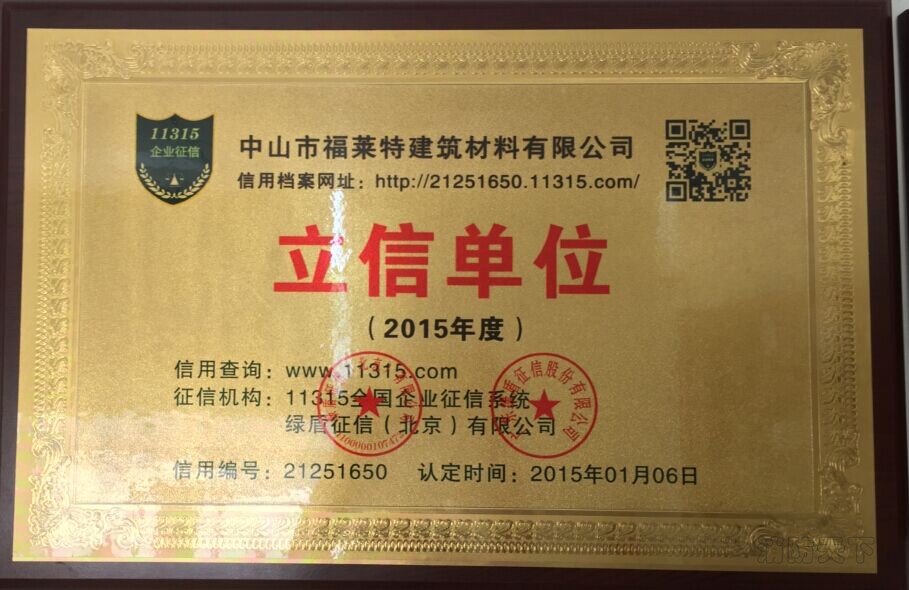 11315
企业征信
中山市福莱特建筑材料有限公司
信用档案网址：http://21251650.11315.com/
立信单位
（2015年度）
信用查询：www.11315.com
征信机构：11315全国企业征信系统
绿盾征信（北京）有限公司
信用编号：21251650 认定时间：2015年01月06日